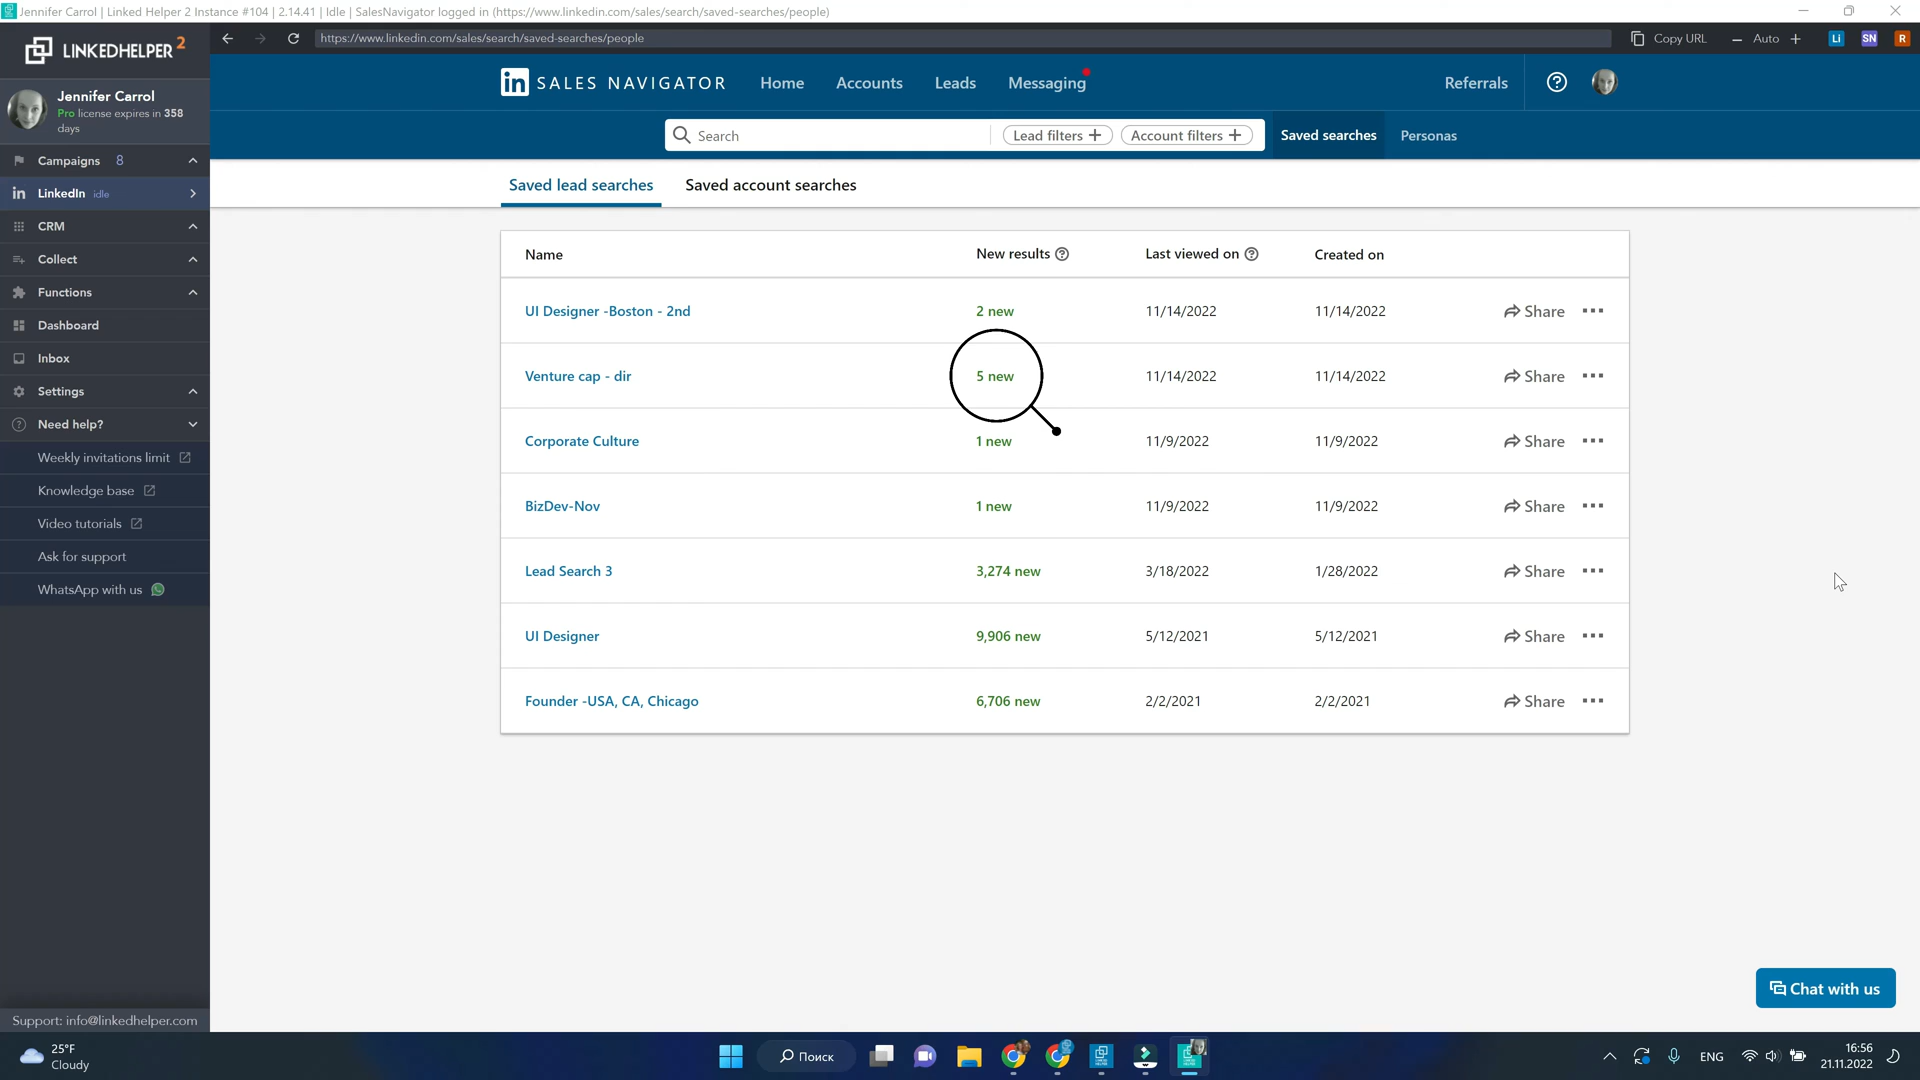 Jennifer Carrol | Linked Helper 2 Instance #104 | 2.14.41 | Idle | SalesNavigator logged in (https://www.linkedin.com/sales/search/saved-searches/people)
LINKEDHELPER 2
https://www.linkedin.com/sales/search/saved-searches/people
Copy URL
Auto
Li
SN
R
Jennifer Carrol
Pro license expires in 358
days
Campaigns 8
LinkedIn idle
CRM
Collect
Functions
Dashboard
Inbox
Settings
Need help?
Weekly invitations limit
Knowledge base
Video tutorials
Ask for support
WhatsApp with us
Support: info@linkedhelper.com
in SALES NAVIGATOR
Home
Accounts
Leads
Messaging
Referrals
Search
Lead filters
Account filters
Saved searches
Personas
Saved lead searches
Saved account searches
Name New results Last viewed on Created on
UI Designer -Boston - 2nd 2 new 11/14/2022 11/14/2022 Share
Venture cap - dir 5 new 11/14/2022 11/14/2022 Share
Corporate Culture 1 new 11/9/2022 11/9/2022 Share
BizDev-Nov 1 new 11/9/2022 11/9/2022 Share
Lead Search 3 3,274 new 3/18/2022 1/28/2022 Share
UI Designer 9,906 new 5/12/2021 5/12/2021 Share
Founder -USA, CA, Chicago 6,706 new 2/2/2021 2/2/2021 Share
Chat with us
25°F
Cloudy
Поиск
ENG
16:56
21.11.2022